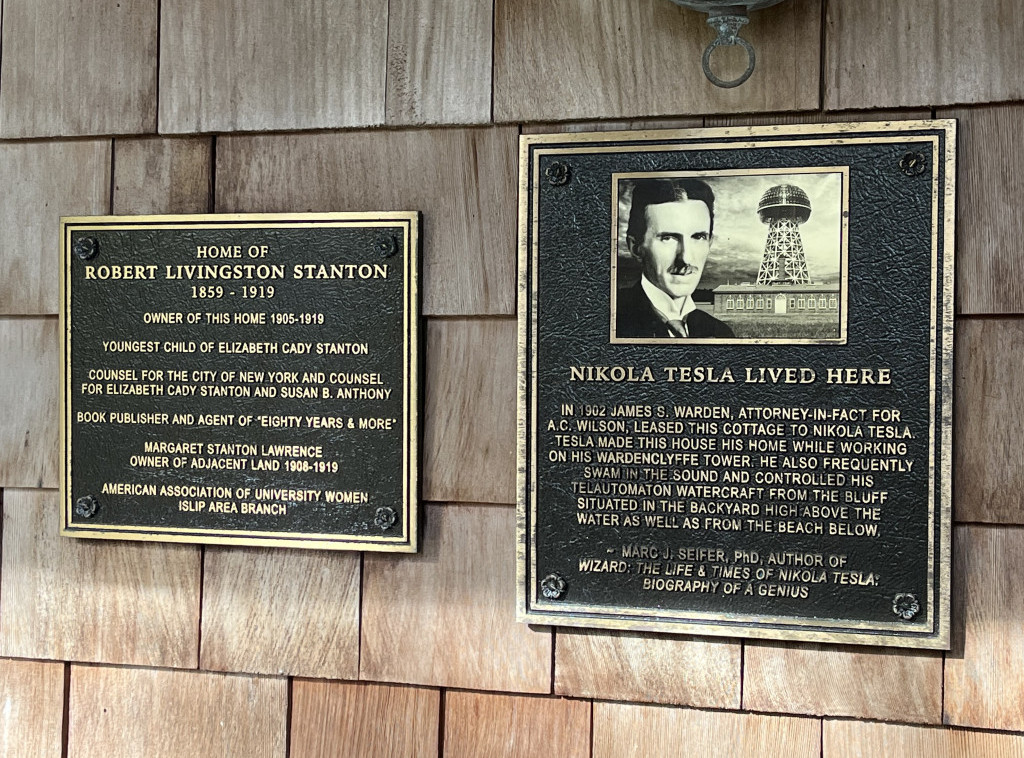 HOME OF
ROBERT LIVINGSTON STANTON
1859 - 1919
OWNER OF THIS HOME 1905-1919
YOUNGEST CHILD OF ELIZABETH CADY STANTON
COUNSEL FOR THE CITY OF NEW YORK AND COUNSEL
FOR ELIZABETH CADY STANTON AND SUSAN B. ANTHONY
BOOK PUBLISHER AND AGENT OF "EIGHTY YEARS & MORE"
MARGARET STANTON LAWRENCE
OWNER OF ADJACENT LAND 1908-1919
AMERICAN ASSOCIATION OF UNIVERSITY WOMEN
ISLIP AREA BRANCH
NIKOLA TESLA LIVED HERE
IN 1902 JAMES S. WARDEN, ATTORNEY-IN-FACT FOR
A.C. WILSON, LEASED THIS COTTAGE TO NIKOLA TESLA.
TESLA MADE THIS HOUSE HIS HOME WHILE WORKING
ON HIS WARDENCLYFFE TOWER. HE ALSO FREQUENTLY
SWAM IN THE SOUND AND CONTROLLED HIS
TELAUTOMATON WATERCRAFT FROM THE BLUFF
SITUATED IN THE BACKYARD HIGH ABOVE THE
WATER AS WELL AS FROM THE BEACH BELOW.
~ MARC J. SEIFER, PhD, AUTHOR OF
WIZARD: THE LIFE & TIMES OF NIKOLA TESLA:
BIOGRAPHY OF A GENIUS